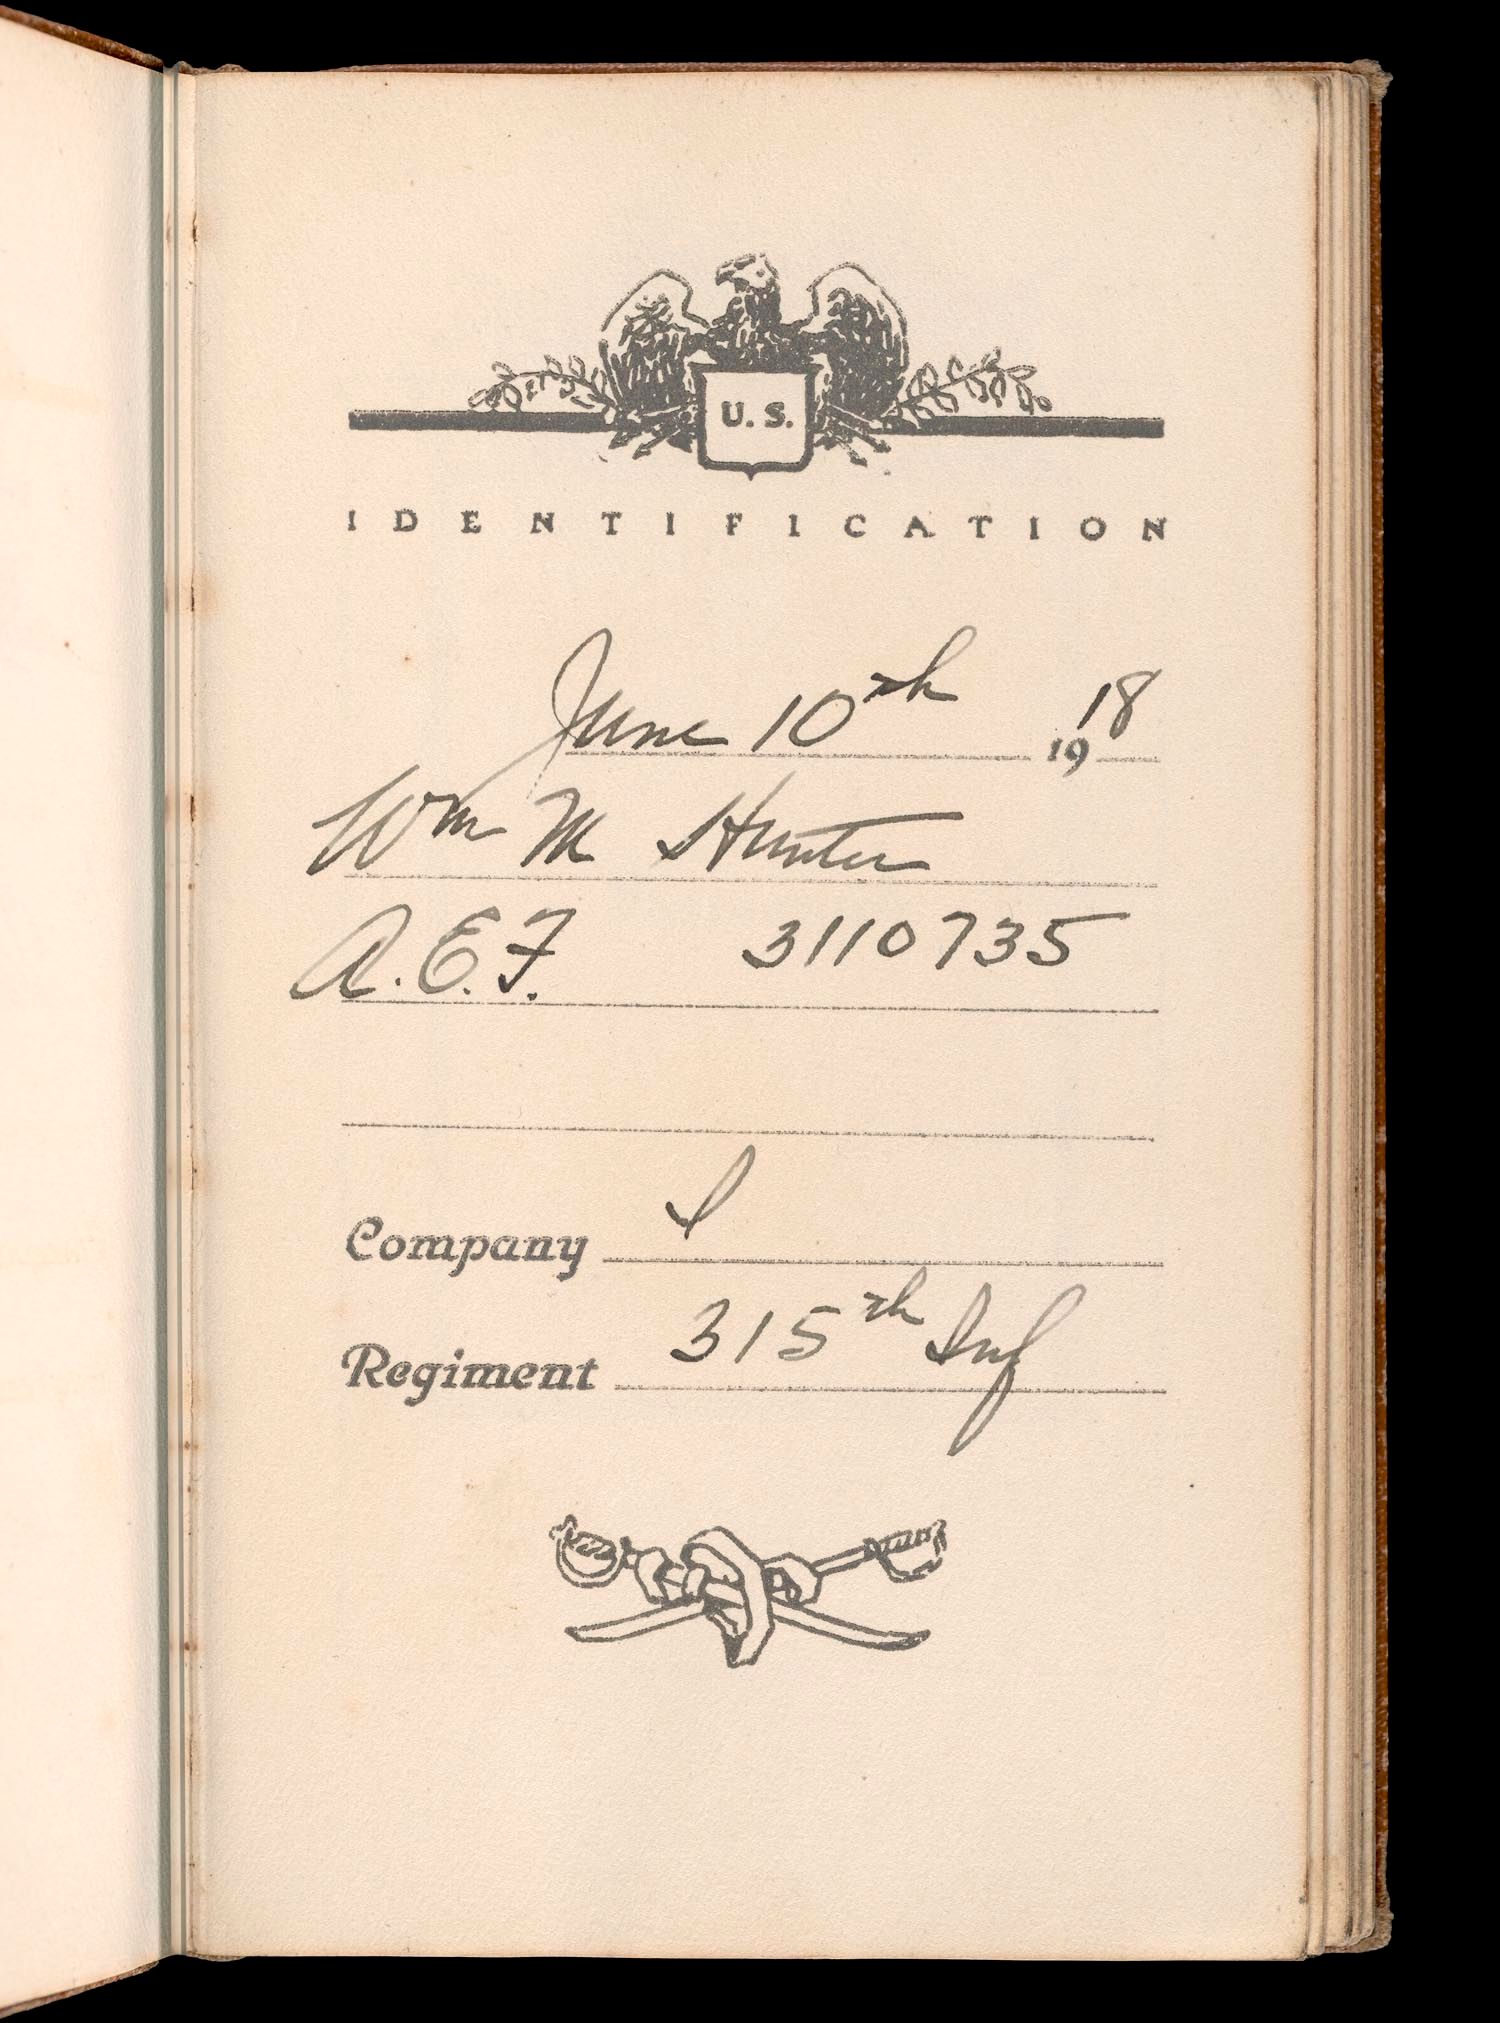 U. S.
IDENTIFICATION
June 10th 1918
Wm M Hunter
A.E.F. 3110735
Company I
Regiment 315th Inf